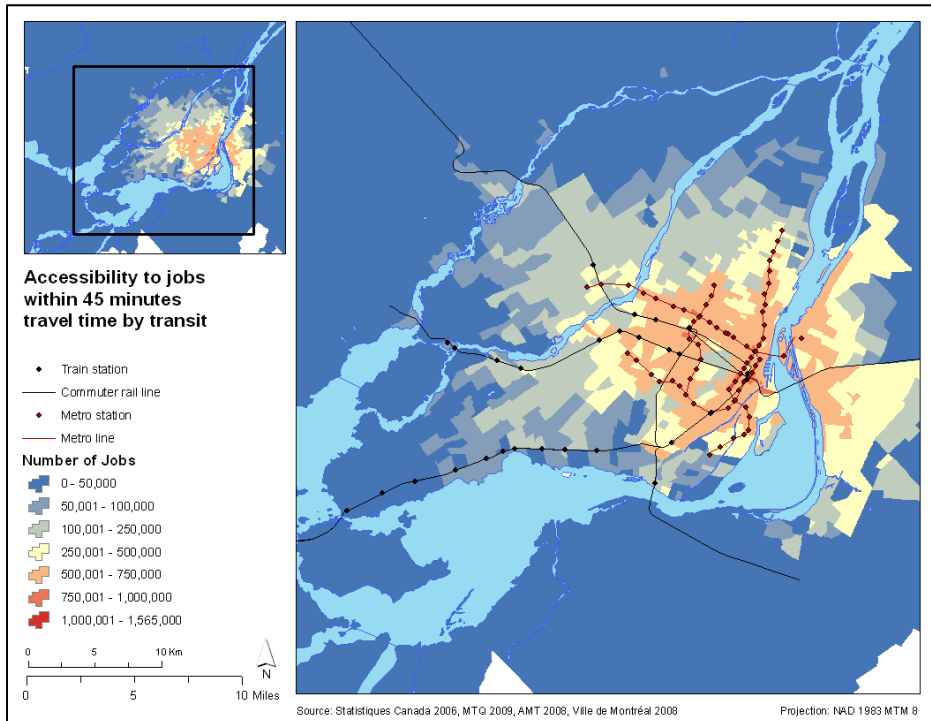 Accessibility to jobs
within 45 minutes
travel time by transit
Train station
Commuter rail line
Metro station
Metro line
Number of Jobs
0 - 50,000
50,001 - 100,000
100,001 - 250,000
250,001 - 500,000
500,001 - 750,000
750,001 - 1,000,000
1,000,001 - 1,565,000
0 5 10 Km
N
0 5 10 Miles
Source: Statistiques Canada 2006, MTQ 2009, AMT 2008, Ville de Montréal 2008
Projection: NAD 1983 MTM 8